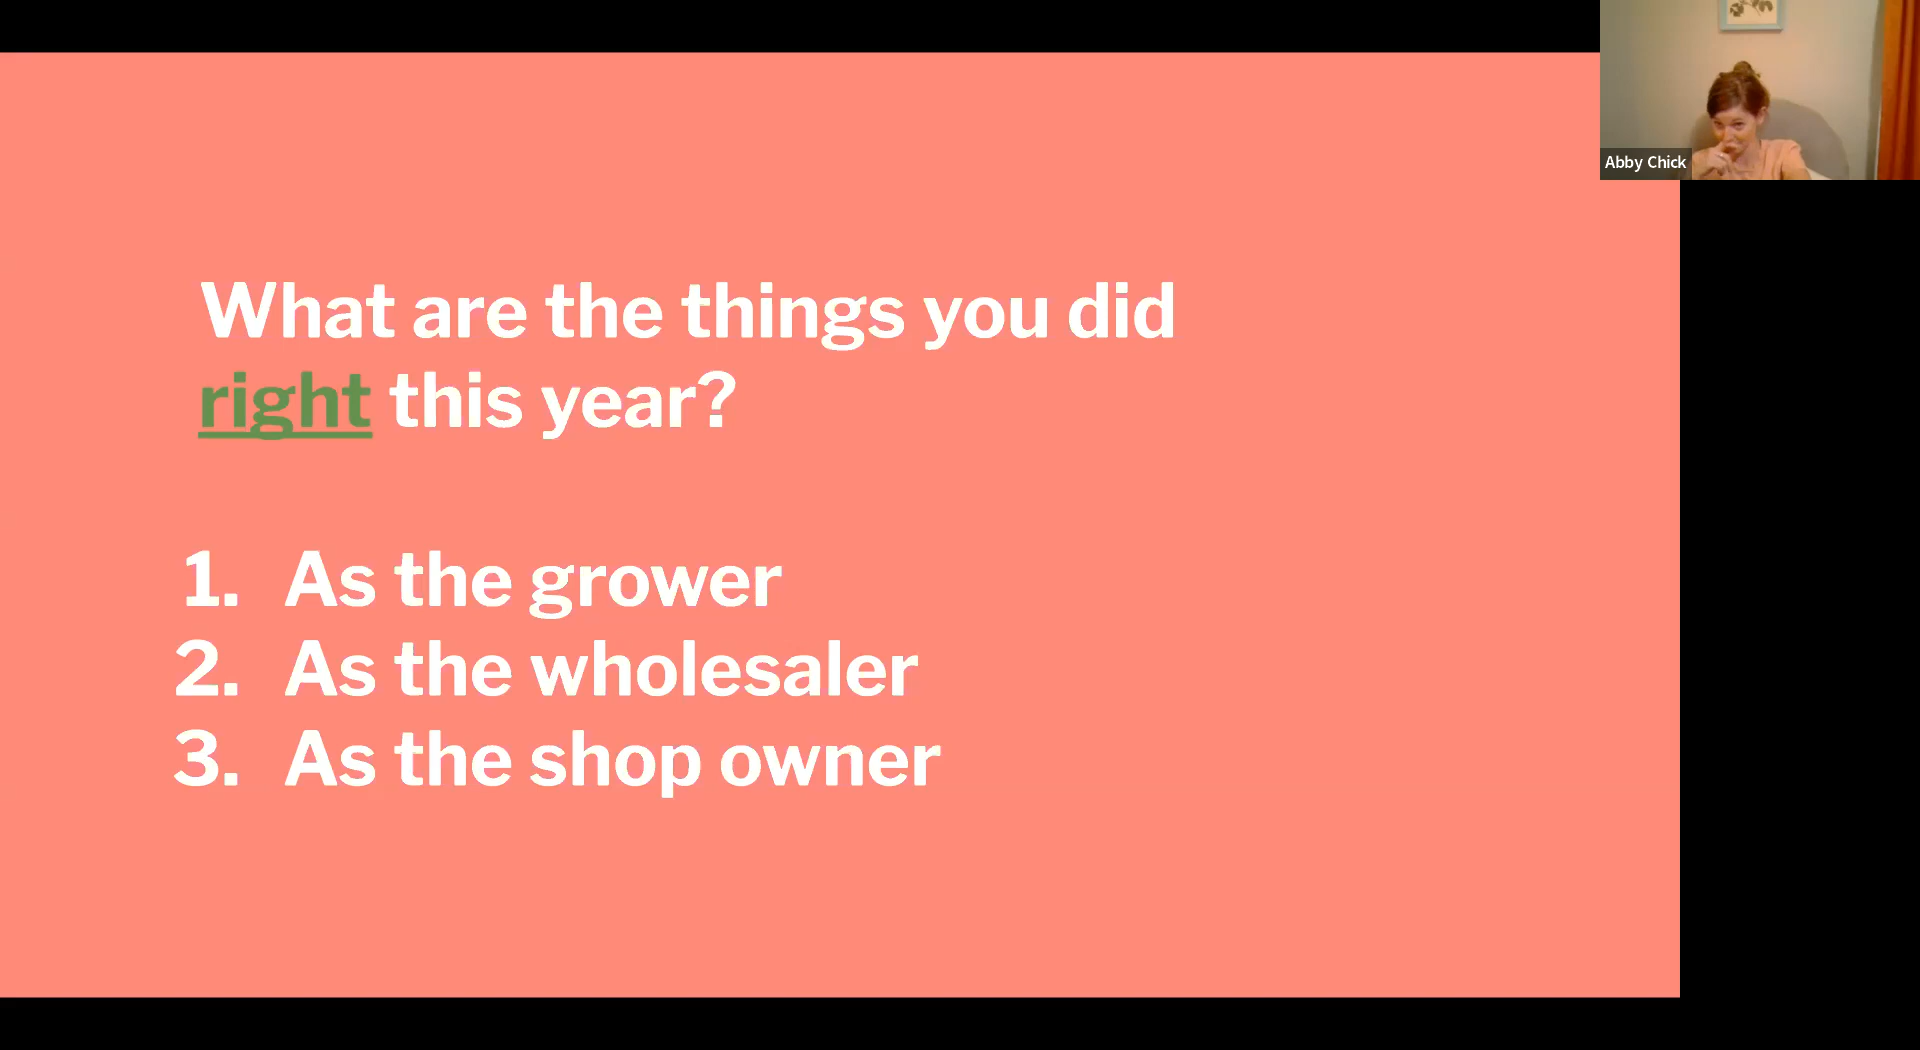 What are the things you did
right this year?
1. As the grower
2. As the wholesaler
3. As the shop owner
Abby Chick